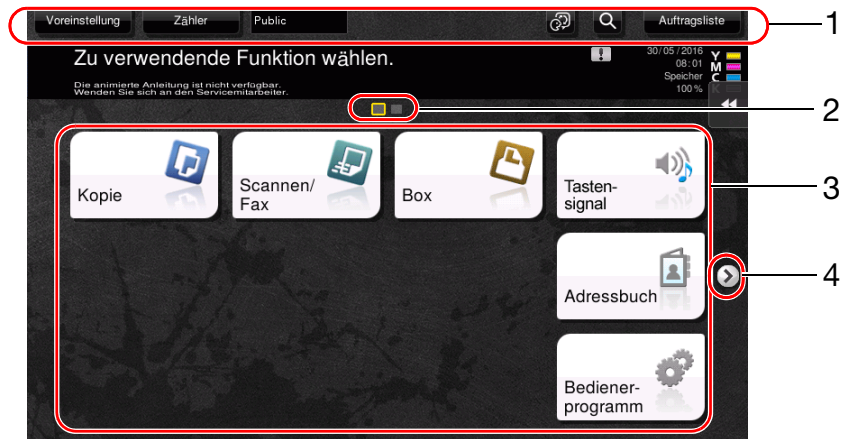 Voreinstellung
Zähler
Public
Auftragsliste
1
Zu verwendende Funktion wählen.
Die animierte Anleitung ist nicht verfügbar.
Wenden Sie sich an den Servicemitarbeiter.
30/05/2016
08:01
Speicher
100 %
Y
M
C
K
2
Kopie
Scannen/
Fax
Box
Tasten-
signal
3
Adressbuch
4
Bediener-
programm